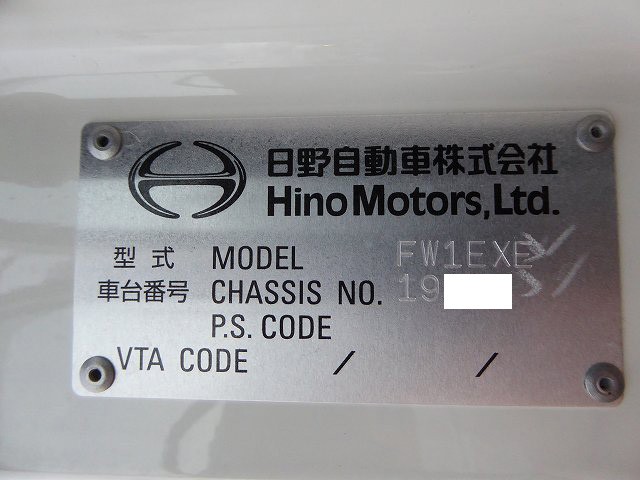 日野自動車株式会社
Hino Motors, Ltd.
型式 MODEL FW1EXE
車台番号 CHASSIS NO. 19
P.S. CODE
VTA CODE / /